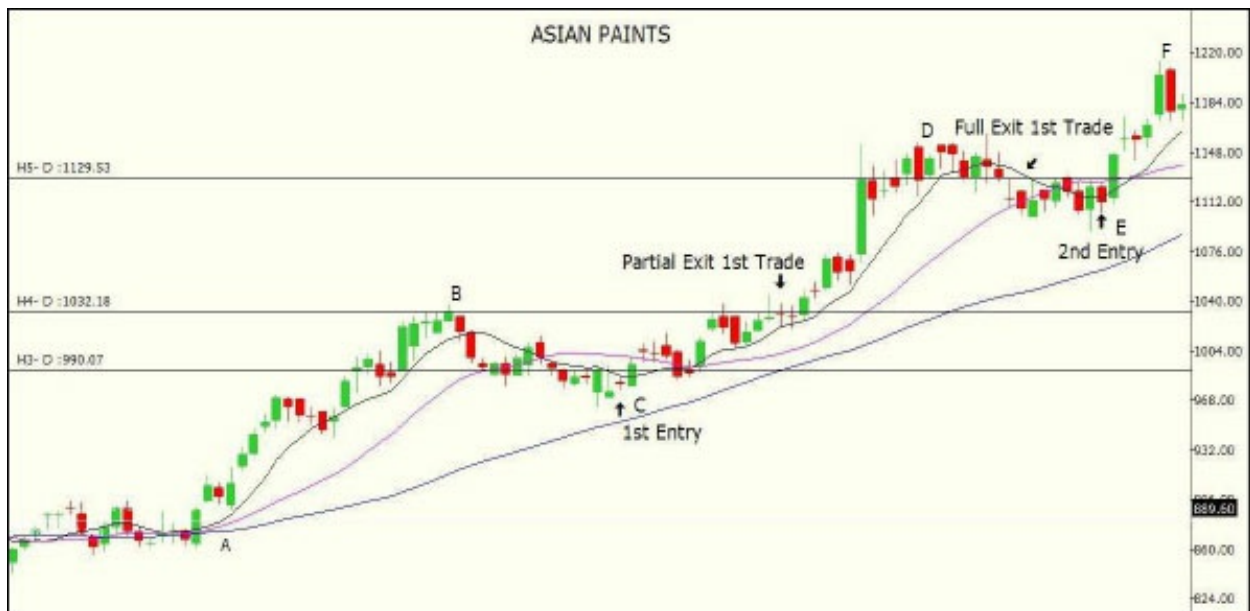 ASIAN PAINTS
F
1220.00
1184.00
D
Full Exit 1st Trade
H5- D :1129.53
1148.00
1112.00
E
2nd Entry
Partial Exit 1st Trade
1076.00
B
H4- D :1032.18
1040.00
H3- D :990.07
1004.00
C
1st Entry
968.00
932.00
889.60
A
860.00
824.00